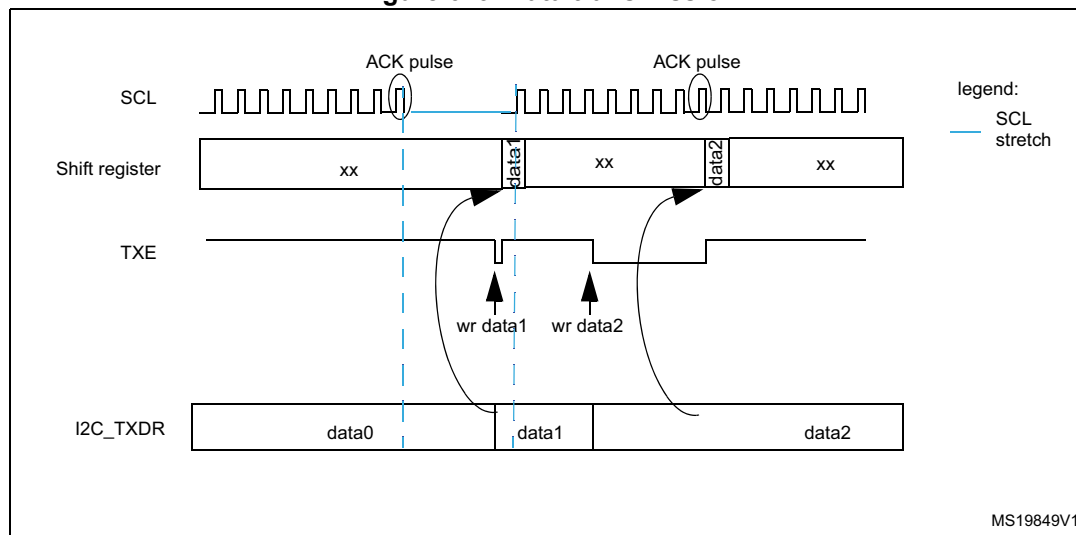 ACK pulse ACK pulse
SCL
legend:
SCL
stretch
Shift register
xx
data1
xx
data2
xx
TXE
wr data1 wr data2
I2C_TXDR
data0
data1
data2
MS19849V1